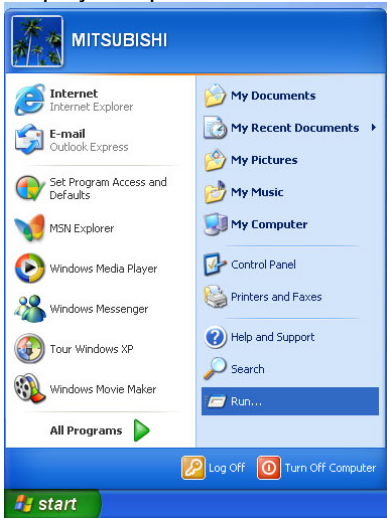 MITSUBISHI
Internet
Internet Explorer
E-mail
Outlook Express
Set Program Access and
Defaults
MSN Explorer
Windows Media Player
Windows Messenger
Tour Windows XP
Windows Movie Maker
All Programs
My Documents
My Recent Documents
My Pictures
My Music
My Computer
Control Panel
Printers and Faxes
Help and Support
Search
Run...
Log Off
Turn Off Computer
start